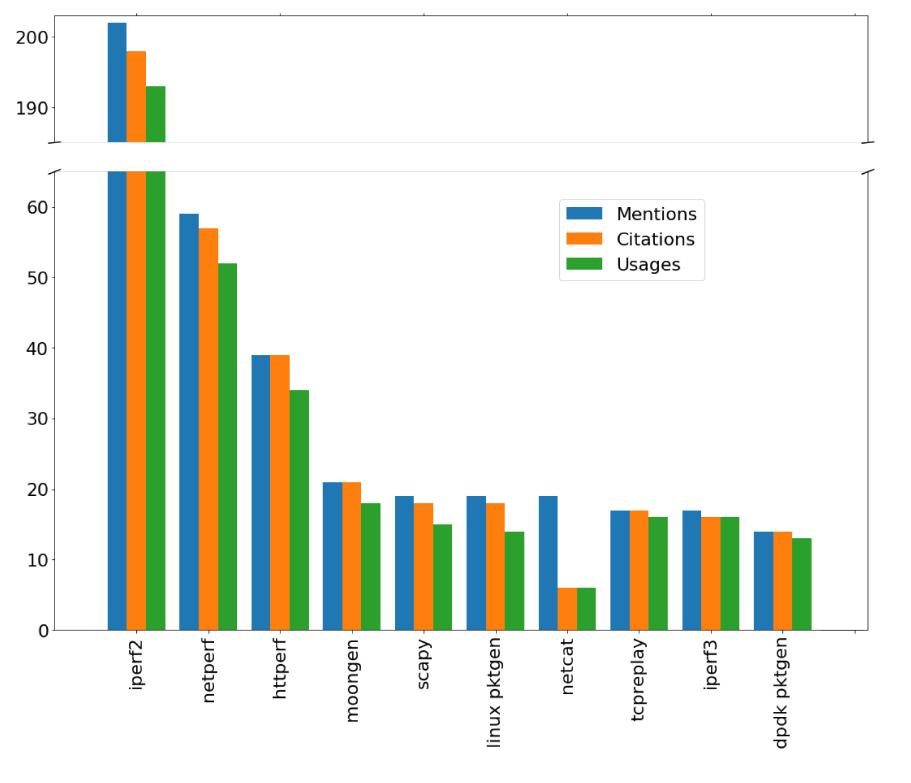 200
190
60
50
40
30
20
10
0
Mentions
Citations
Usages
iperf2
netperf
httperf
moongen
scapy
linux pktgen
netcat
tcpreplay
iperf3
dpdk pktgen